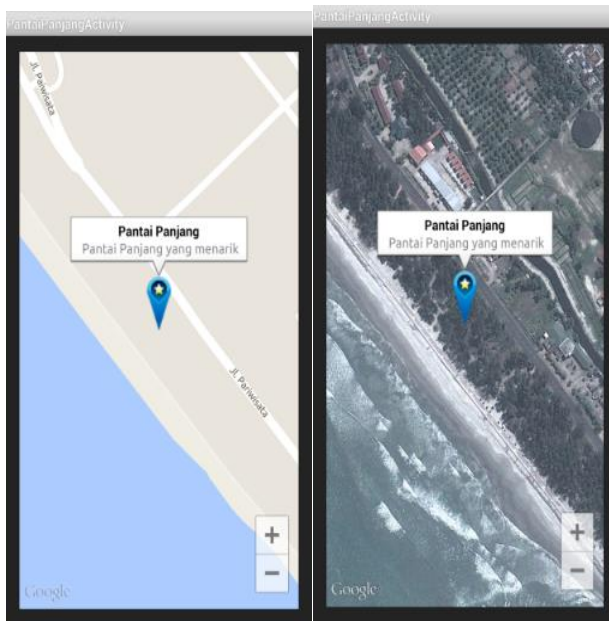 PantaiPanjangActivity
Jl. Pariwisata
Pantai Panjang
Pantai Panjang yang menarik
Jl. Pariwisata
+
−
Google
PantaiPanjangActivity
Pantai Panjang
Pantai Panjang yang menarik
+
−
Google